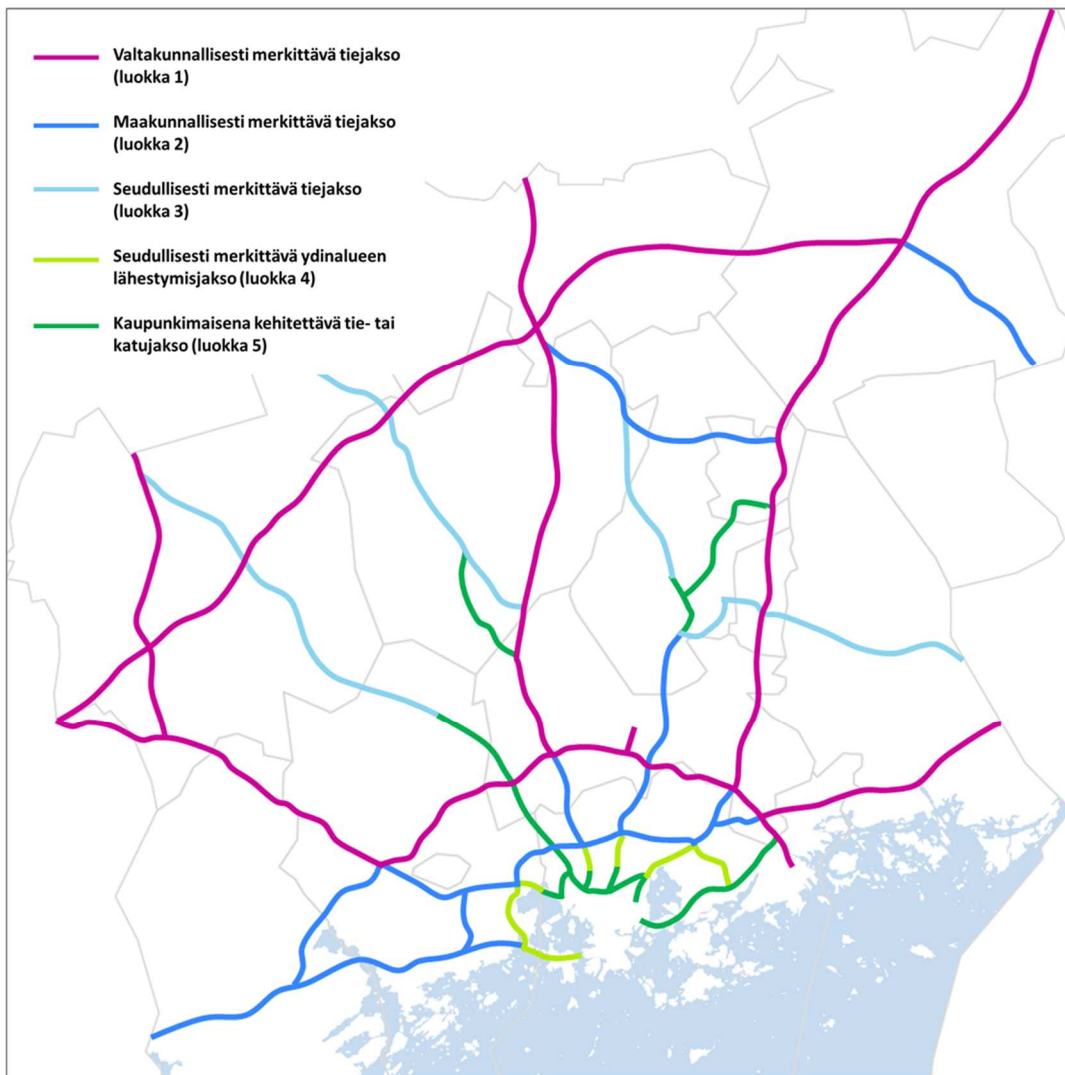 Valtakunnallisesti merkittävä tiejakso
(luokka 1)
Maakunnallisesti merkittävä tiejakso
(luokka 2)
Seudullisesti merkittävä tiejakso
(luokka 3)
Seudullisesti merkittävä ydinalueen
lähestymisjakso (luokka 4)
Kaupunkimaisena kehitettävä tie- tai
katujakso (luokka 5)